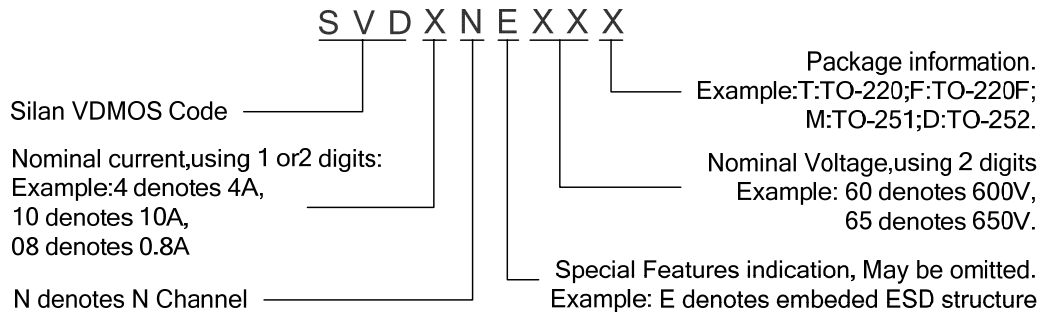 S V D X N E X X X
Package information.
Example:T:TO-220;F:TO-220F;
M:TO-251;D:TO-252.
Silan VDMOS Code
Nominal current,using 1 or2 digits:
Example:4 denotes 4A,
10 denotes 10A,
08 denotes 0.8A
Nominal Voltage,using 2 digits
Example: 60 denotes 600V,
65 denotes 650V.
Special Features indication, May be omitted.
Example: E denotes embeded ESD structure
N denotes N Channel